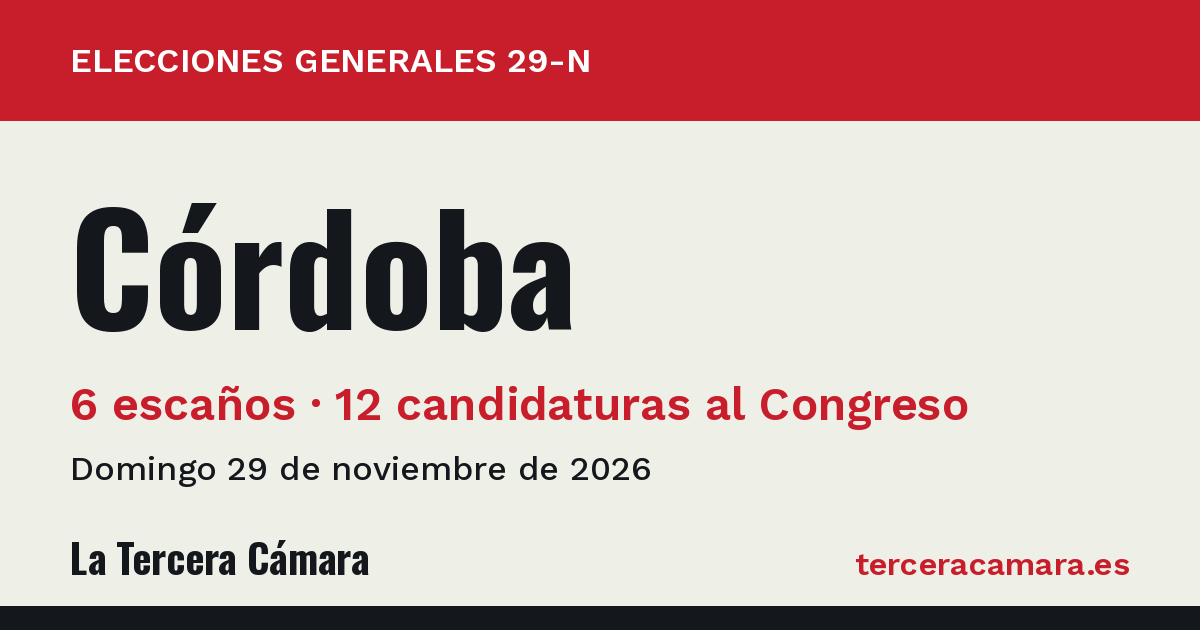 ELECCIONES GENERALES 29-N
Córdoba
6 escaños · 12 candidaturas al Congreso
Domingo 29 de noviembre de 2026
La Tercera Cámara
terceracamara.es